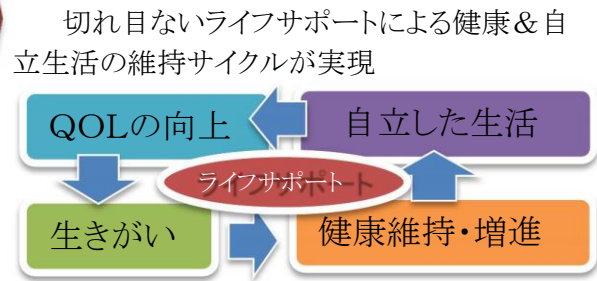 切れ目ないライフサポートによる健康＆自
立生活の維持サイクルが実現
QOLの向上
自立した生活
ライフサポート
生きがい
健康維持・増進